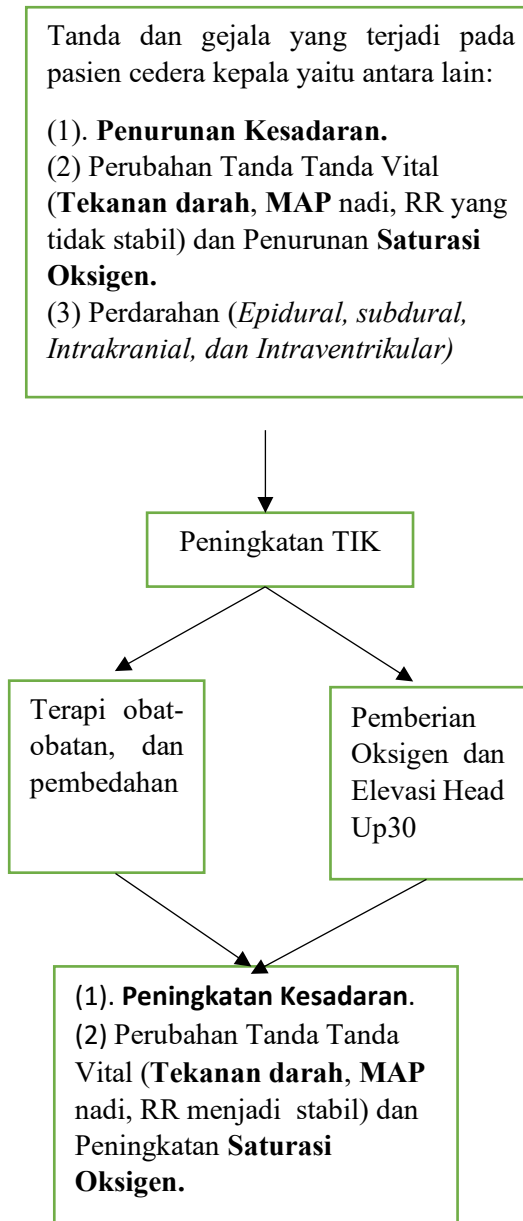 Tanda dan gejala yang terjadi pada
pasien cedera kepala yaitu antara lain:
(1). Penurunan Kesadaran.
(2) Perubahan Tanda Tanda Vital
(Tekanan darah, MAP nadi, RR yang
tidak stabil) dan Penurunan Saturasi
Oksigen.
(3) Perdarahan (Epidural, subdural,
Intrakranial, dan Intraventrikular)
Peningkatan TIK
Terapi obat-
obatan, dan
pembedahan
Pemberian
Oksigen dan
Elevasi Head
Up30
(1). Peningkatan Kesadaran.
(2) Perubahan Tanda Tanda
Vital (Tekanan darah, MAP
nadi, RR menjadi stabil) dan
Peningkatan Saturasi
Oksigen.